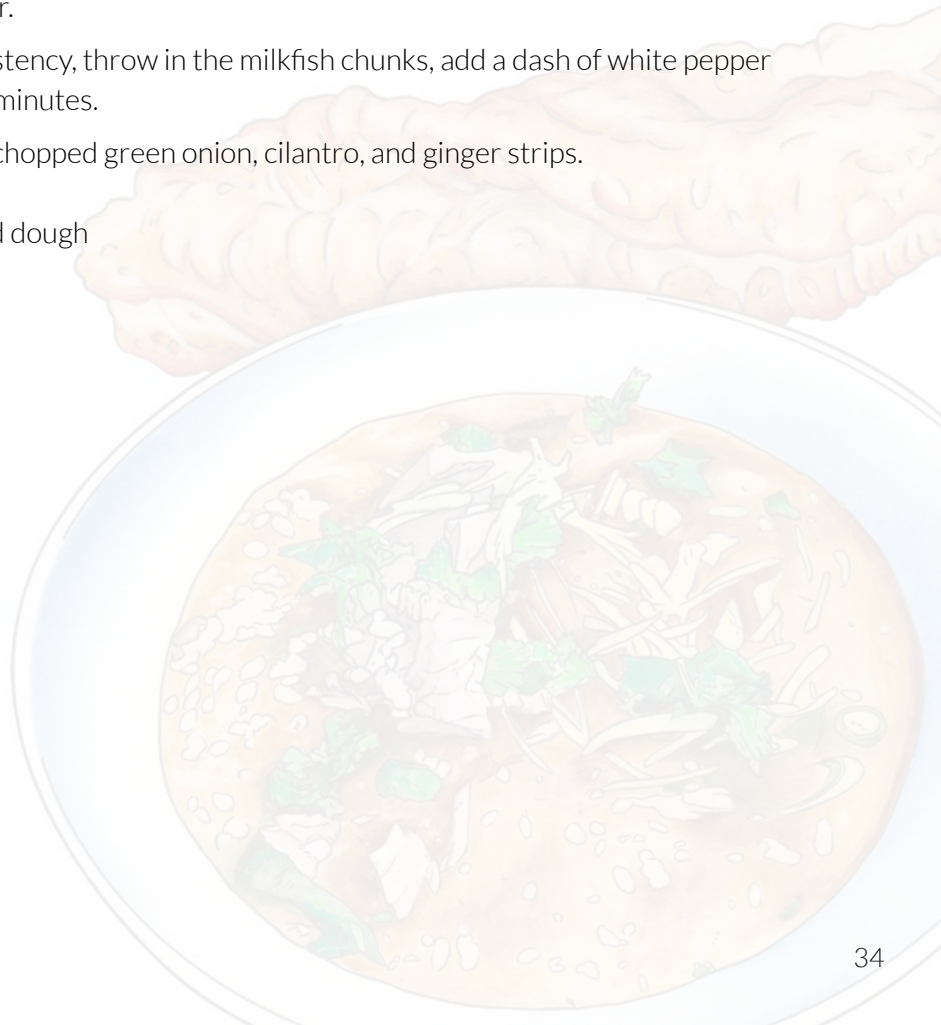 r.
stency, throw in the milkfish chunks, add a dash of white pepper
minutes.
chopped green onion, cilantro, and ginger strips.
d dough
34